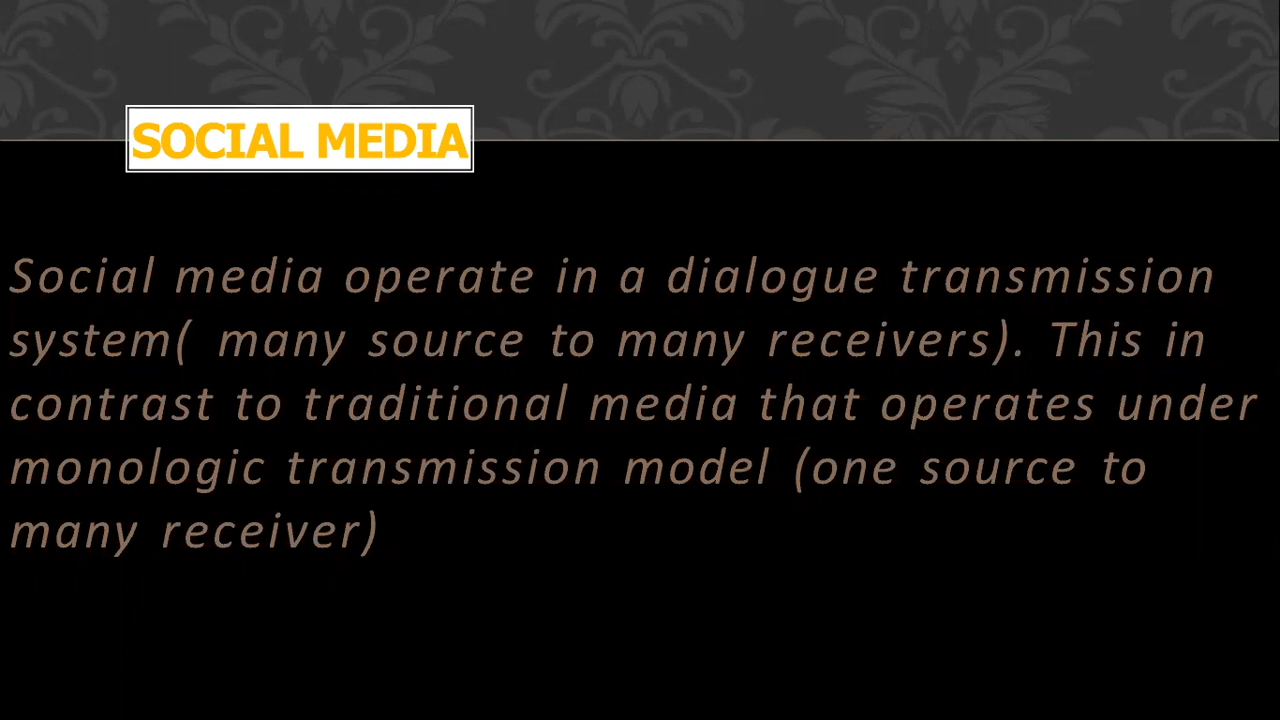 SOCIAL MEDIA
Social media operate in a dialogue transmission
system( many source to many receivers). This in
contrast to traditional media that operates under
monologic transmission model (one source to
many receiver)